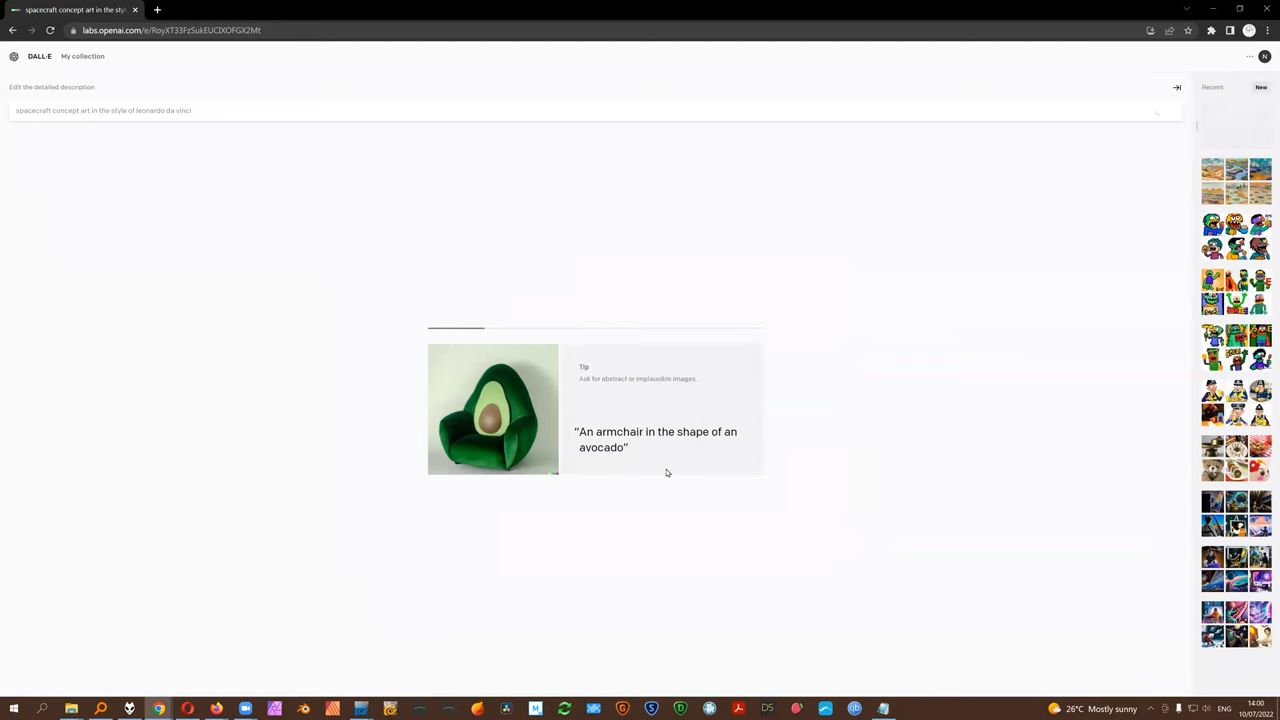 spacecraft concept art in the style
labs.openai.com/e/RoyXT33FzSukEUClXOFGX2Mt
DALL·E
My collection
N
Edit the detailed description
Recent
New
spacecraft concept art in the style of leonardo da vinci
Tip
Ask for abstract or implausible images.
"An armchair in the shape of an
avocado"
26°C Mostly sunny
ENG
14:00
10/07/2022